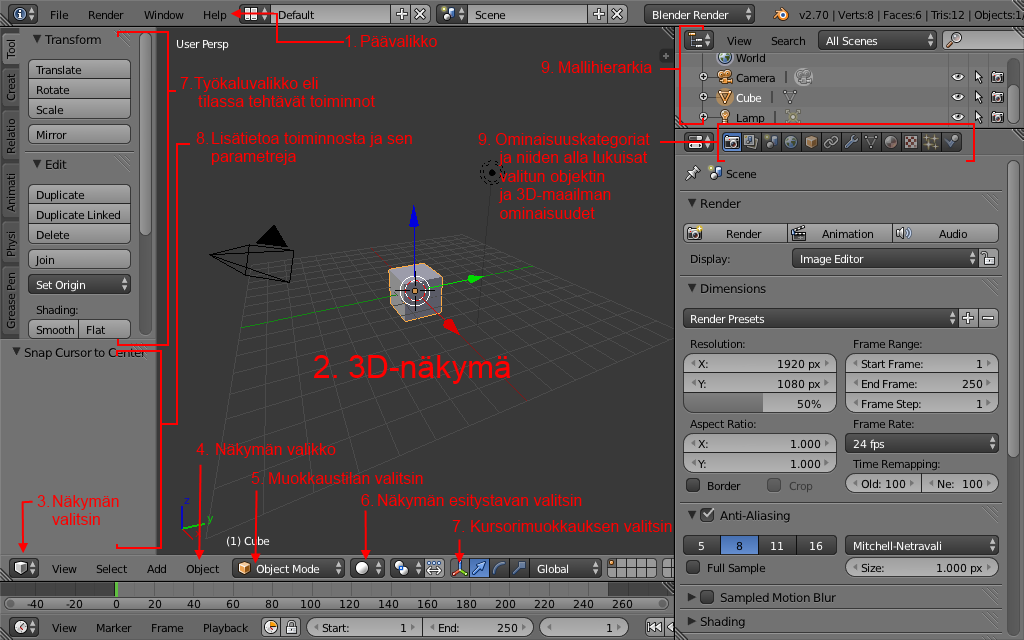 File Render Window Help Default Scene Blender Render v2.70 | Verts:8 | Faces:6 | Tris:12 | Objects:1
User Persp
1. Päävalikko
View Search All Scenes
World
Camera
Cube
Lamp
9. Mallihierarkia
Tool
Creat
Relatio
Animati
Physi
Grease Pen
Transform
Translate
Rotate
Scale
Mirror
Edit
Duplicate
Duplicate Linked
Delete
Join
Set Origin
Shading:
Smooth Flat
Snap Cursor to Center
7. Työkaluvalikko eli
tilassa tehtävät toiminnot
8. Lisätietoa toiminnosta ja sen
parametreja
9. Ominaisuuskategoriat
ja niiden alla lukuisat
valitun objektin
ja 3D-maailman
ominaisuudet
2. 3D-näkymä
3. Näkymän
valitsin
4. Näkymän valikko
5. Muokkaustilan valitsin
6. Näkymän esitystavan valitsin
7. Kursorimuokkauksen valitsin
z
y
(1) Cube
View Select Add Object Object Mode Global
-40 -20 0 20 40 60 80 100 120 140 160 180 200 220 240 260
View Marker Frame Playback Start: 1 End: 250 1
Scene
Render
Render Animation Audio
Display: Image Editor
Dimensions
Render Presets
Resolution: Frame Range:
X: 1920 px Start Frame: 1
Y: 1080 px End Frame: 250
50% Frame Step: 1
Aspect Ratio: Frame Rate:
X: 1.000 24 fps
Y: 1.000 Time Remapping:
Border Crop Old: 100 Ne: 100
Anti-Aliasing
5 8 11 16 Mitchell-Netravali
Full Sample Size: 1.000 px
Sampled Motion Blur
Shading